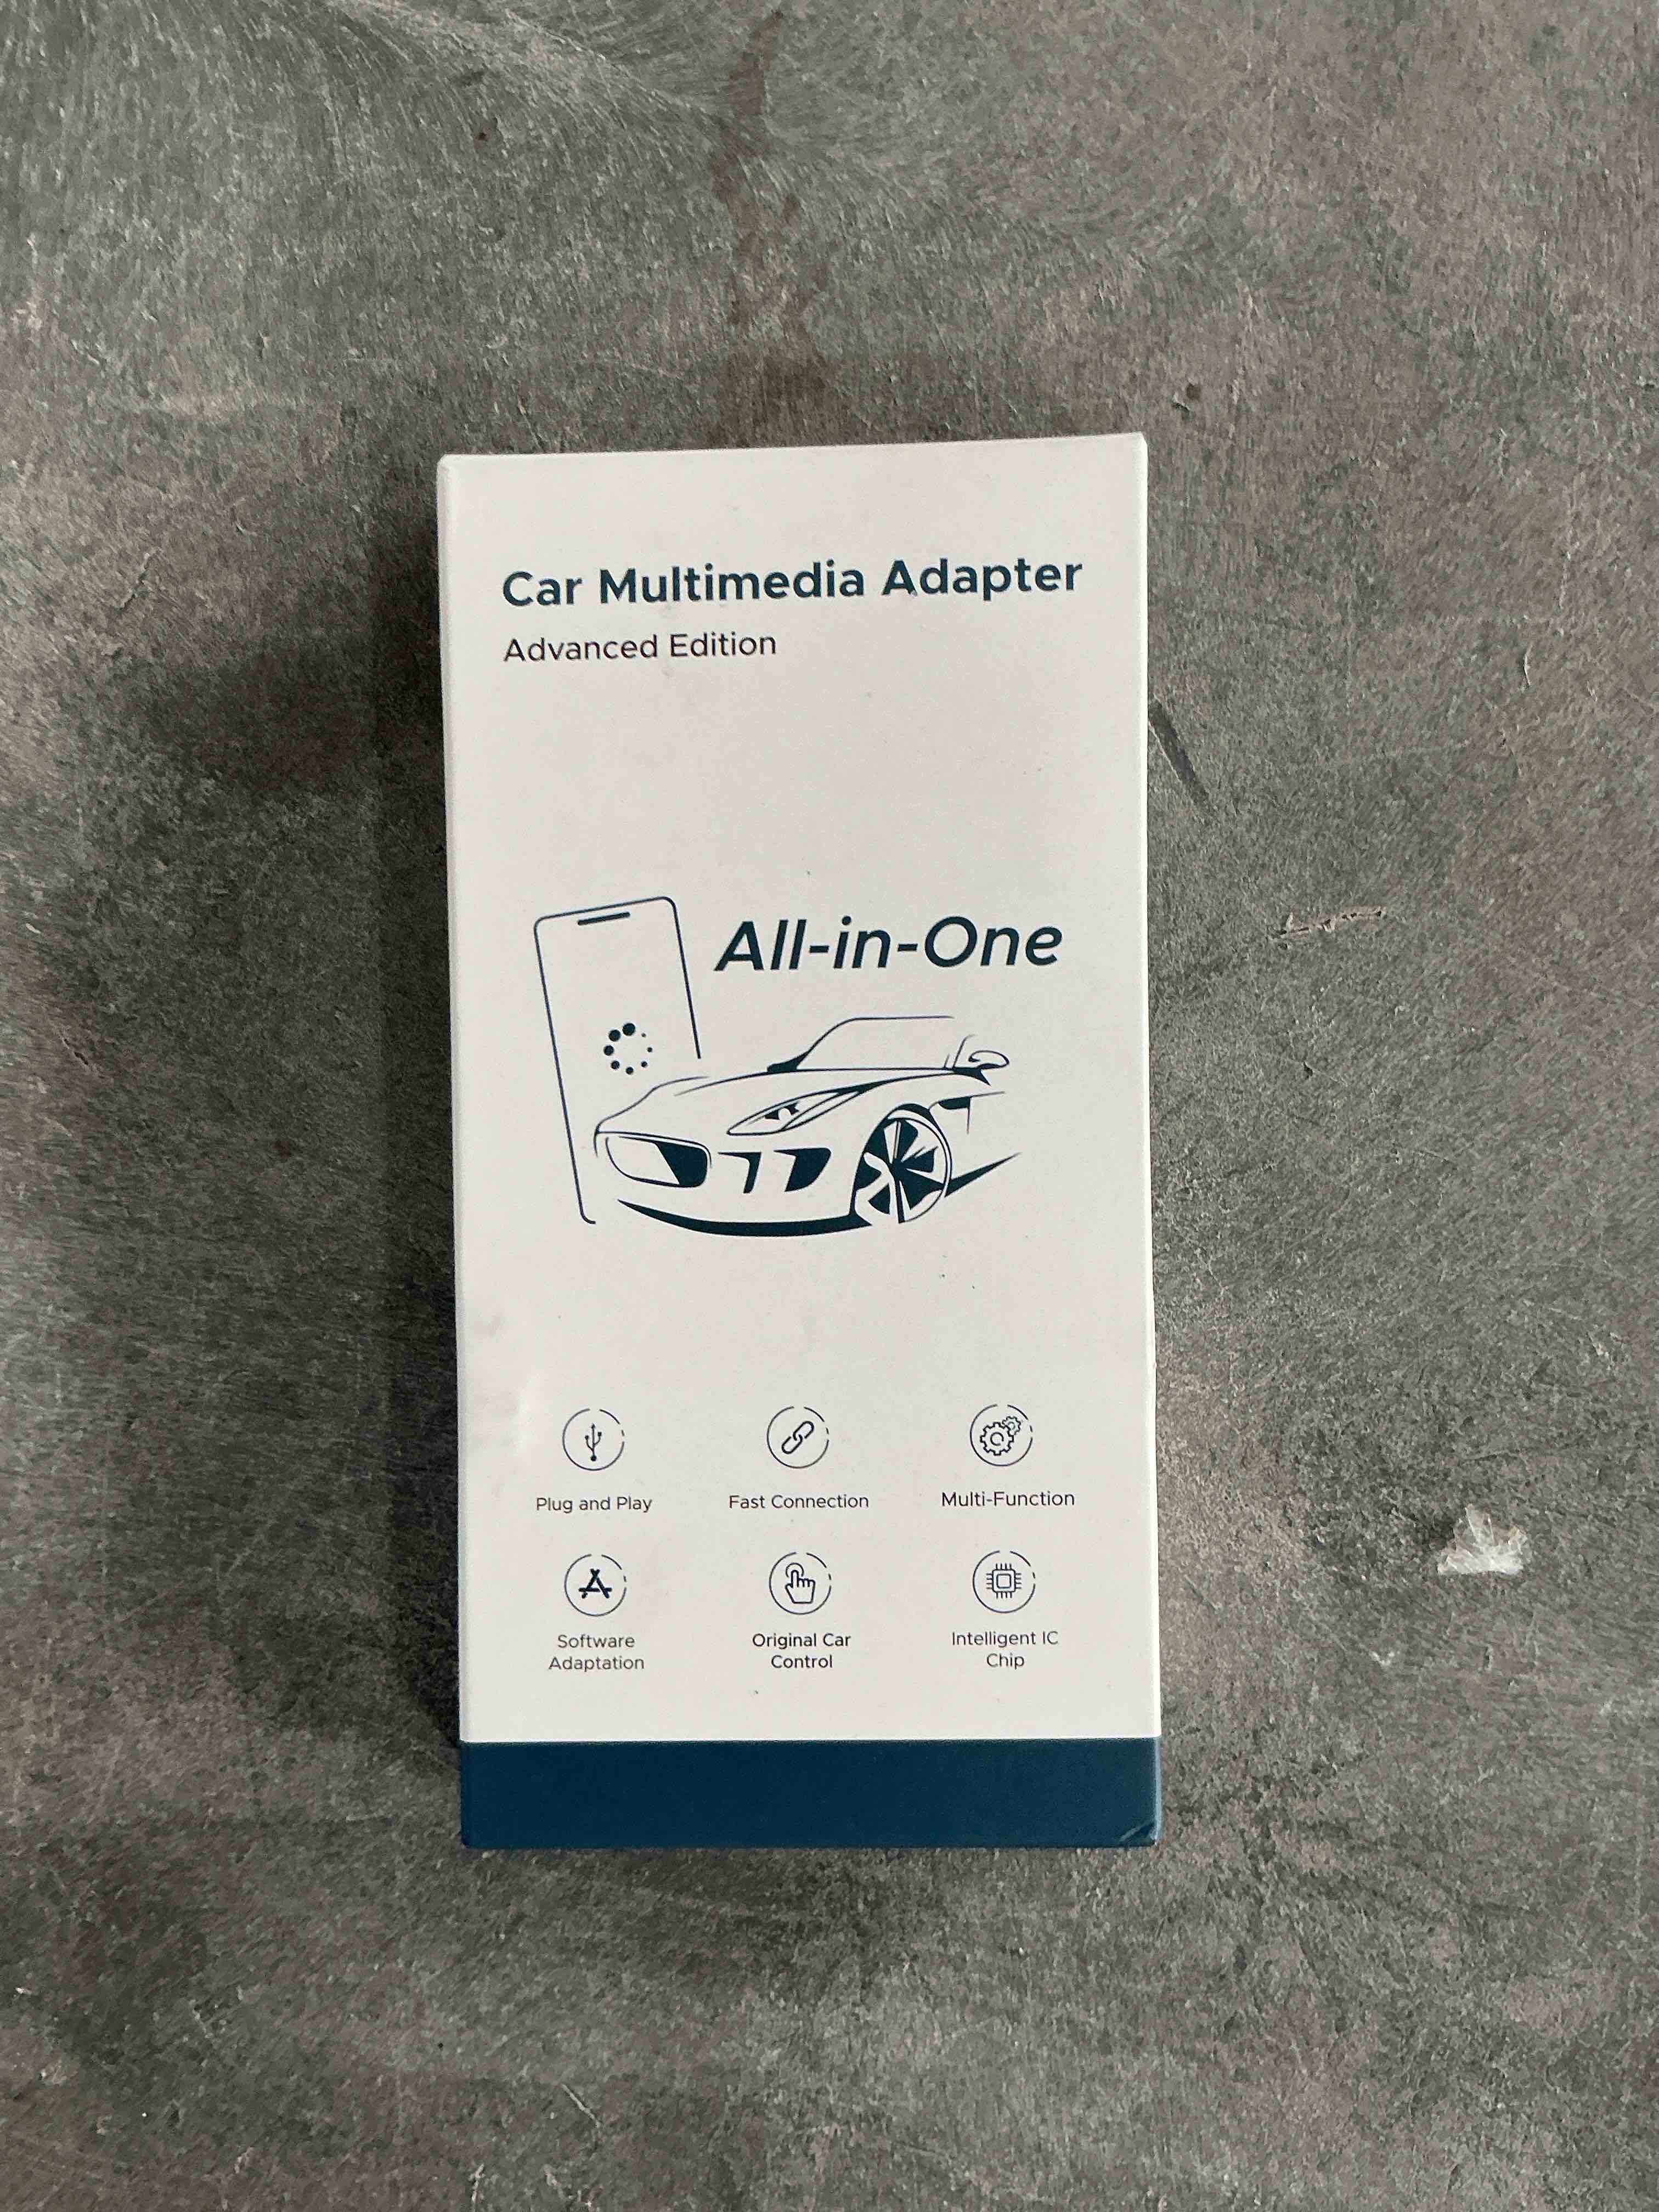 Car Multimedia Adapter
Advanced Edition
All-in-One
Plug and Play
Fast Connection
Multi-Function
Software
Adaptation
Original Car
Control
Intelligent IC
Chip